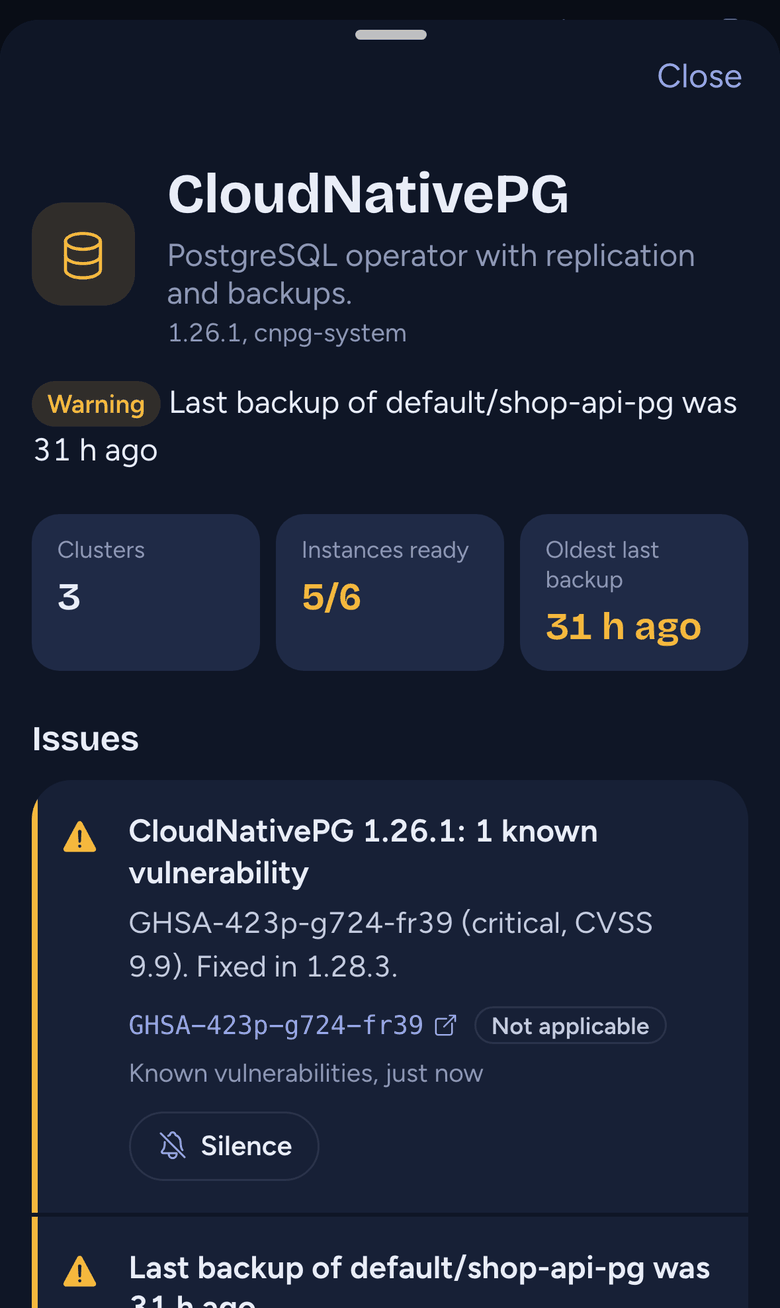 Close
CloudNativePG
PostgreSQL operator with replication
and backups.
1.26.1, cnpg-system
Warning Last backup of default/shop-api-pg was
31 h ago
Clusters
3
Instances ready
5/6
Oldest last
backup
31 h ago
Issues
CloudNativePG 1.26.1: 1 known
vulnerability
GHSA-423p-g724-fr39 (critical, CVSS
9.9). Fixed in 1.28.3.
GHSA-423p-g724-fr39 Not applicable
Known vulnerabilities, just now
Silence
Last backup of default/shop-api-pg was
31 h ago